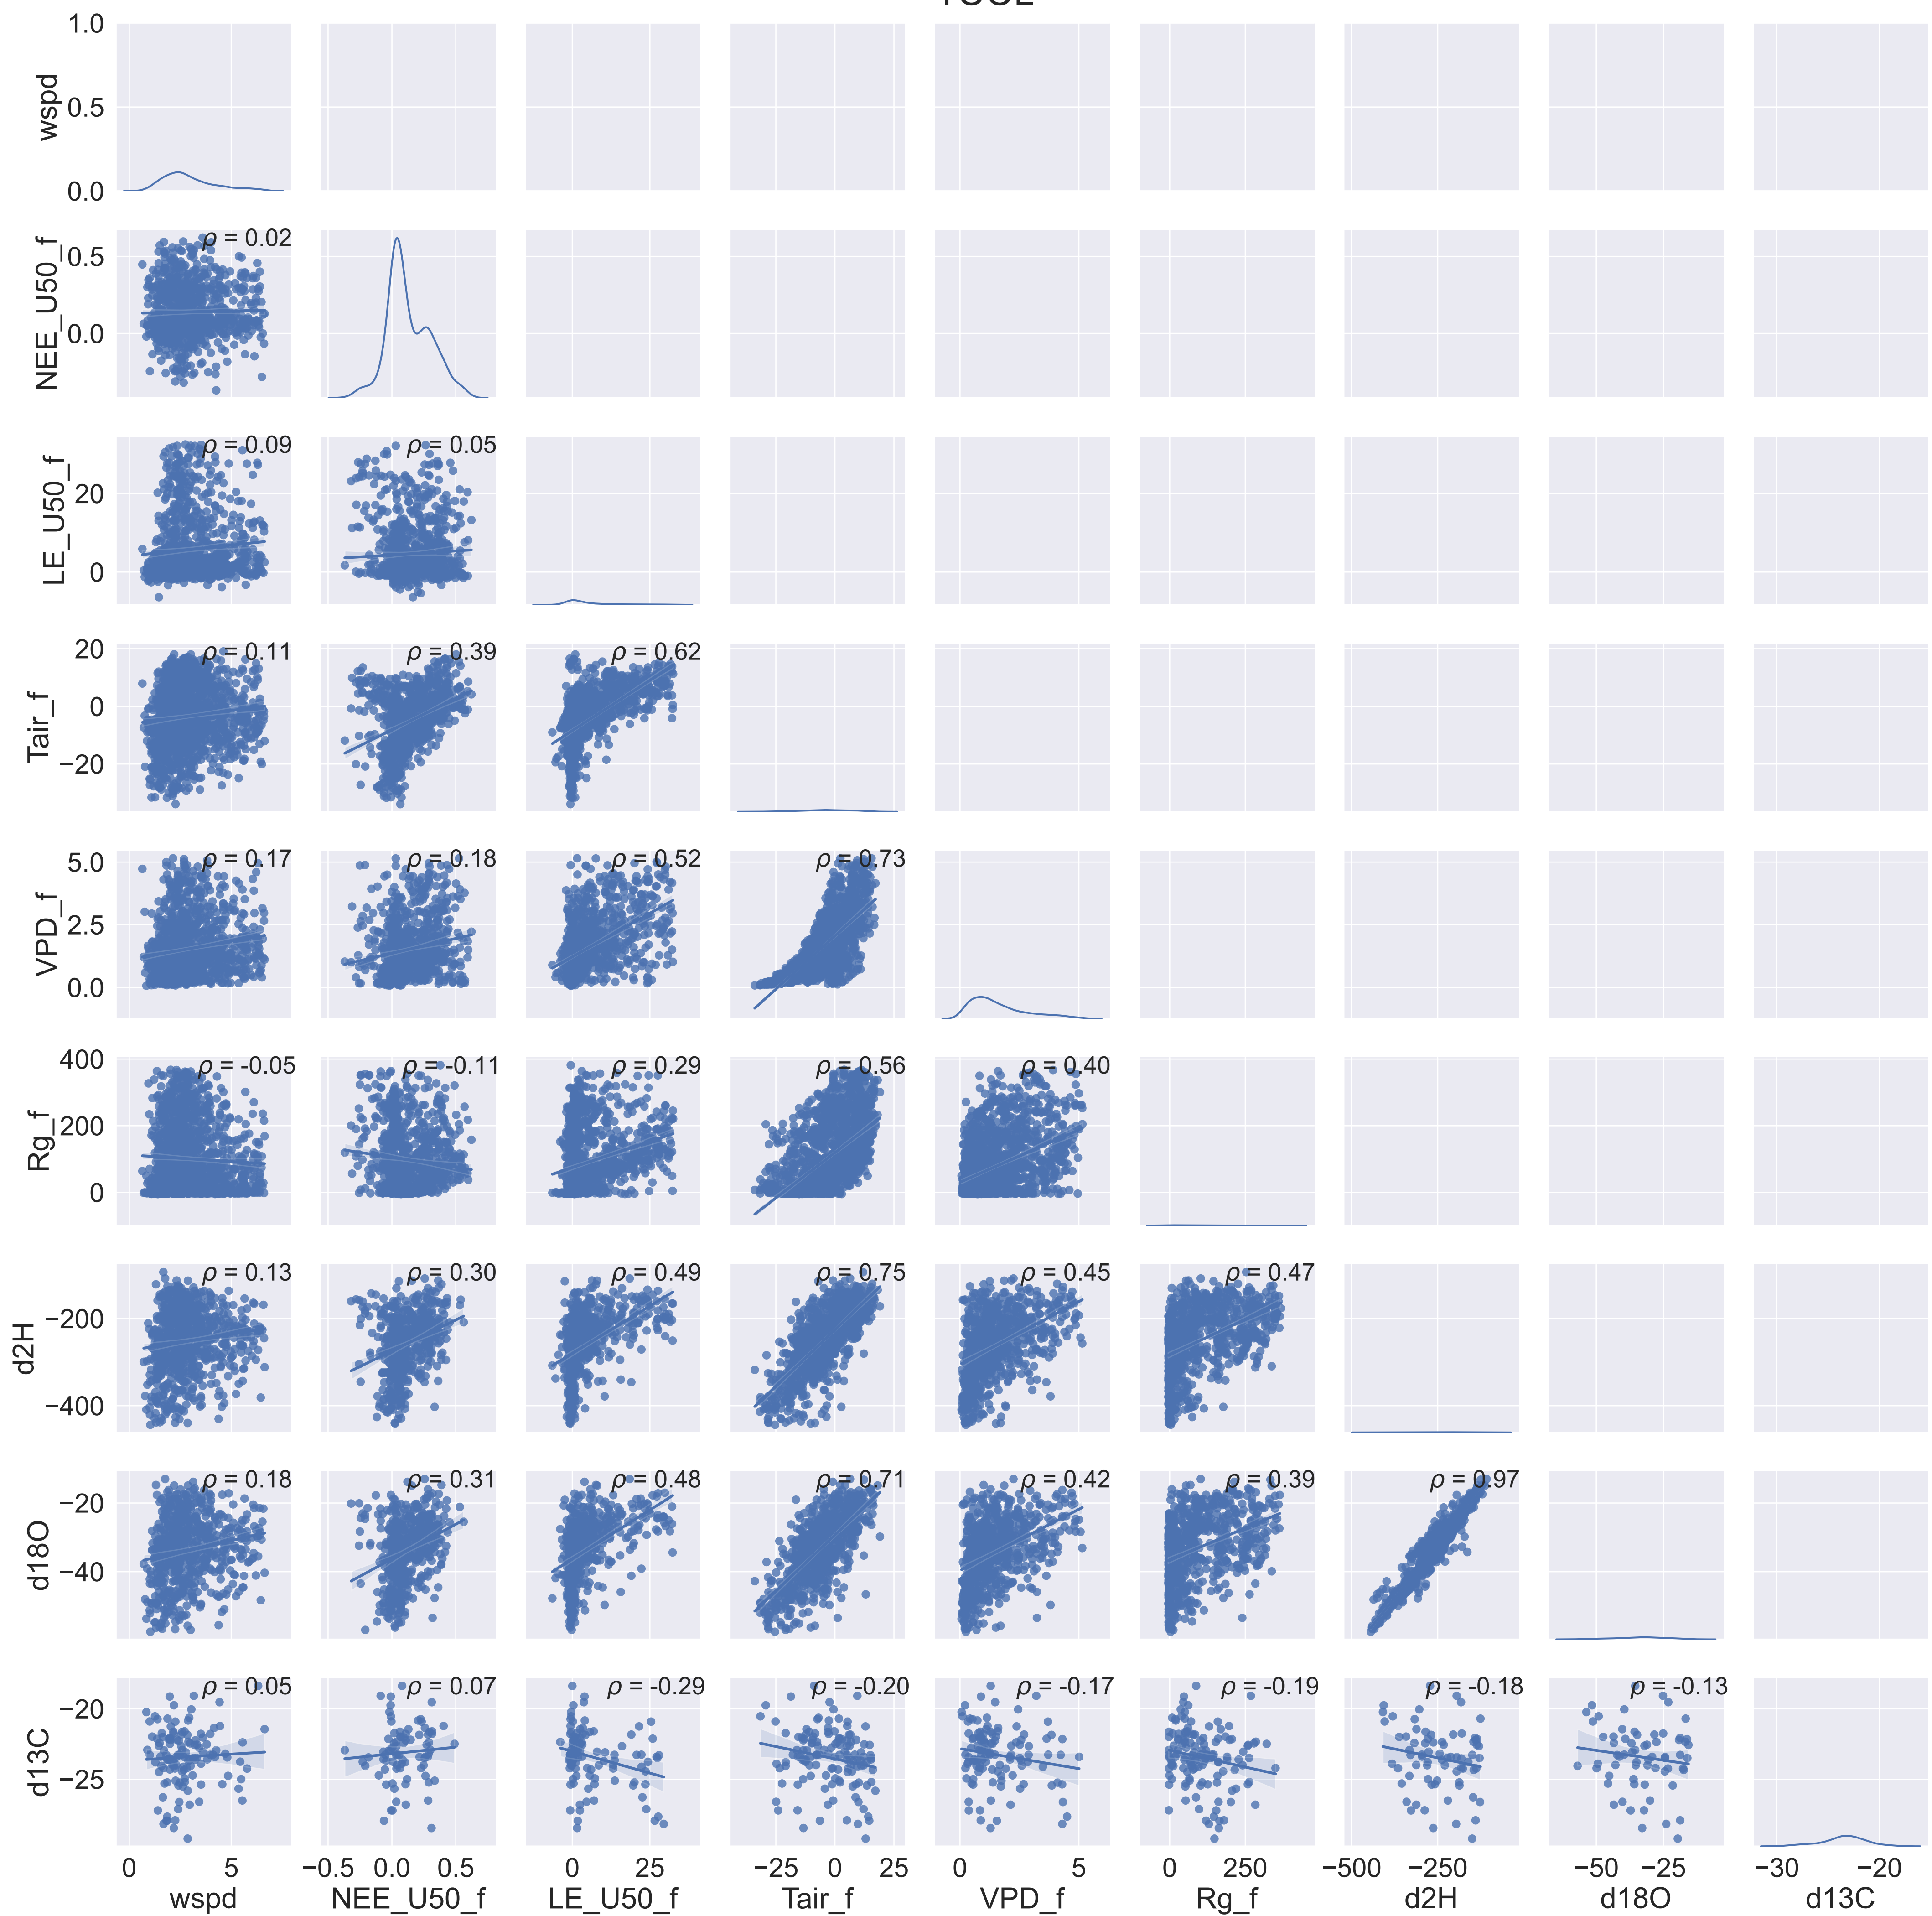 TOOL
1.0
wspd
0.5
0.0
ρ = 0.02
NEE_U50_f
0.5
0.0
ρ = 0.09
ρ = 0.05
LE_U50_f
20
0
ρ = 0.11
ρ = 0.39
ρ = 0.62
Tair_f
20
0
−20
ρ = 0.17
ρ = 0.18
ρ = 0.52
ρ = 0.73
VPD_f
5.0
2.5
0.0
ρ = -0.05
ρ = -0.11
ρ = 0.29
ρ = 0.56
ρ = 0.40
Rg_f
400
200
0
ρ = 0.13
ρ = 0.30
ρ = 0.49
ρ = 0.75
ρ = 0.45
ρ = 0.47
d2H
−200
−400
ρ = 0.18
ρ = 0.31
ρ = 0.48
ρ = 0.71
ρ = 0.42
ρ = 0.39
ρ = 0.97
d18O
−20
−40
ρ = 0.05
ρ = 0.07
ρ = -0.29
ρ = -0.20
ρ = -0.17
ρ = -0.19
ρ = -0.18
ρ = -0.13
d13C
−20
−25
0 5 −0.5 0.0 0.5 0 25 −25 0 25 0 5 0 250 −500 −250 −50 −25 −30 −20
wspd NEE_U50_f LE_U50_f Tair_f VPD_f Rg_f d2H d18O d13C